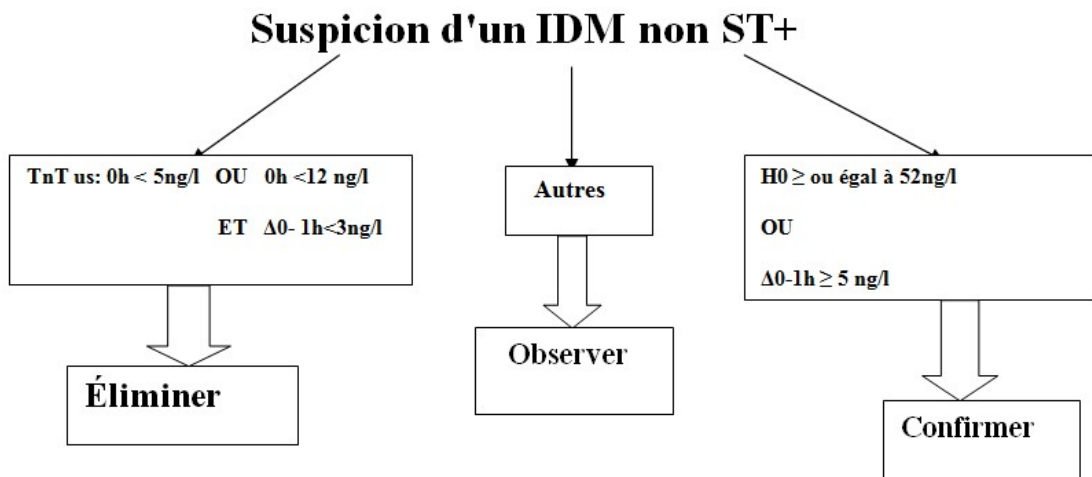 Suspicion d'un IDM non ST+
TnT us: 0h < 5ng/l OU 0h <12 ng/l
ET Δ0- 1h<3ng/l
Éliminer
Autres
Observer
H0 ≥ ou égal à 52ng/l
OU
Δ0-1h ≥ 5 ng/l
Confirmer